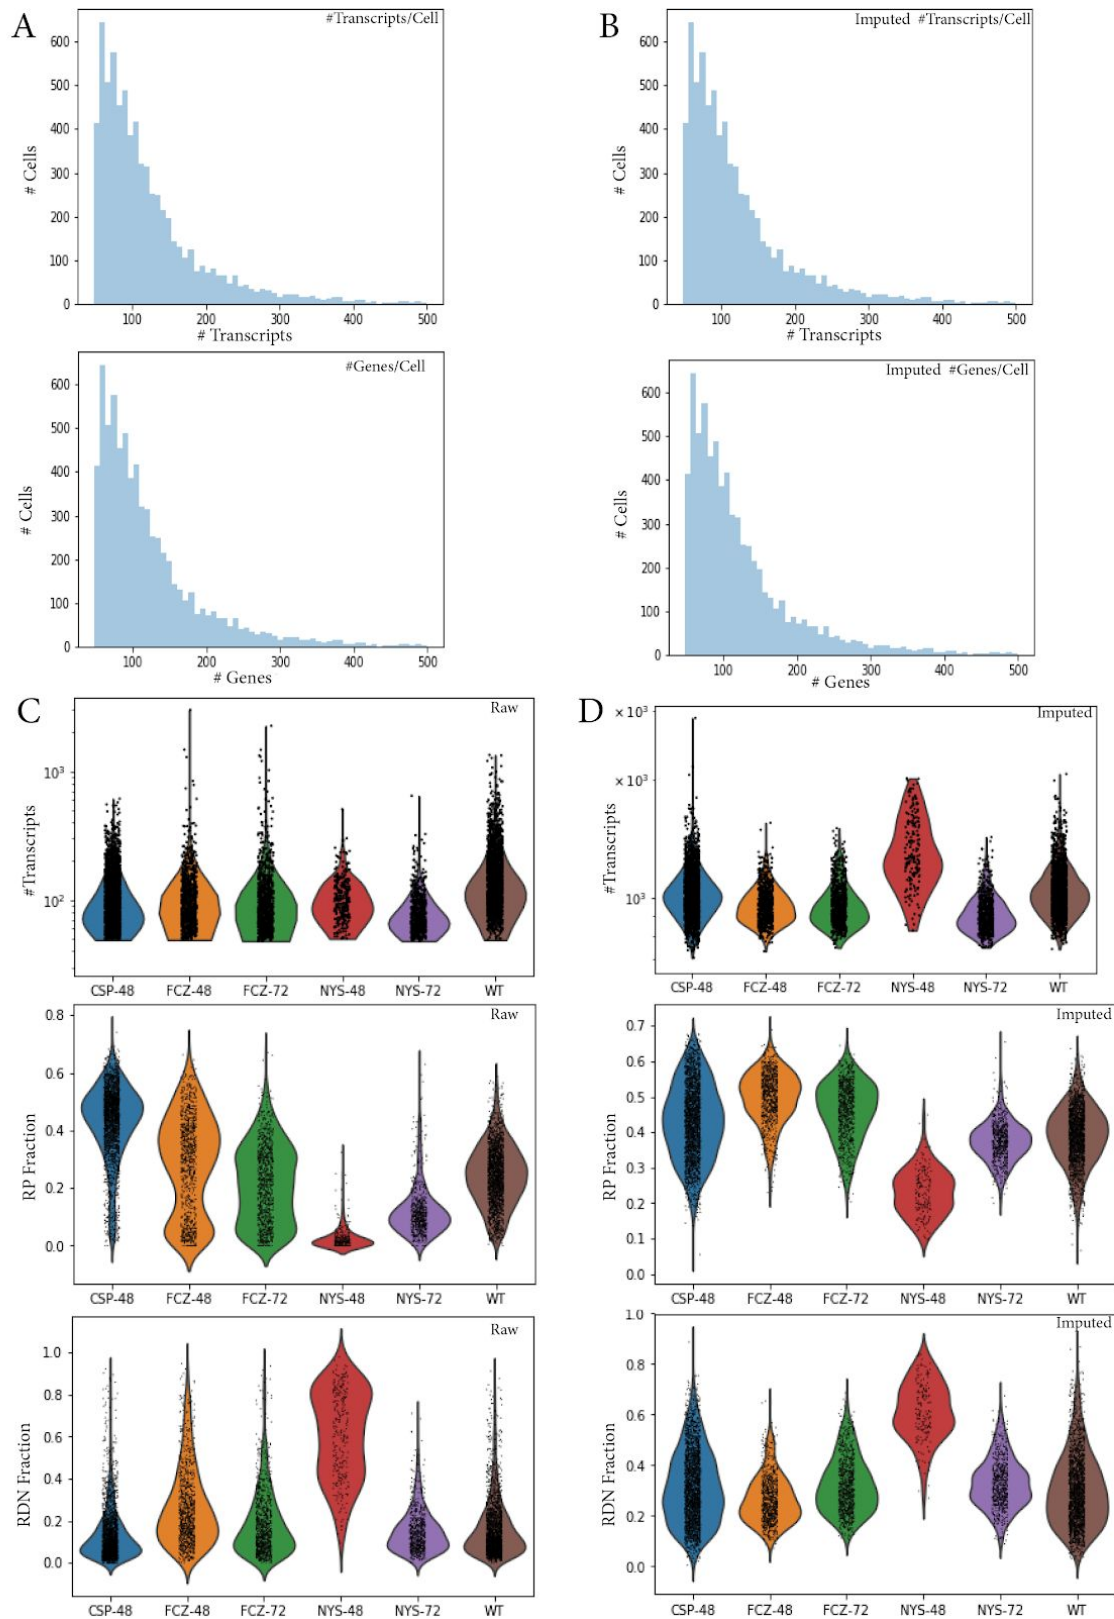 A
#Transcripts/Cell
600
500
400
300
200
100
0
# Cells
100 200 300 400 500
# Transcripts
#Genes/Cell
600
500
400
300
200
100
0
# Cells
100 200 300 400 500
# Genes
B
Imputed #Transcripts/Cell
600
500
400
300
200
100
0
# Cells
100 200 300 400 500
# Transcripts
Imputed #Genes/Cell
600
500
400
300
200
100
0
# Cells
100 200 300 400 500
# Genes
C
Raw
10³
10²
#Transcripts
CSP-48 FCZ-48 FCZ-72 NYS-48 NYS-72 WT
Raw
0.8
0.6
0.4
0.2
0.0
RP Fraction
CSP-48 FCZ-48 FCZ-72 NYS-48 NYS-72 WT
Raw
1.0
0.8
0.6
0.4
0.2
0.0
RDN Fraction
CSP-48 FCZ-48 FCZ-72 NYS-48 NYS-72 WT
D
Imputed
× 10³
× 10³
10³
#Transcripts
CSP-48 FCZ-48 FCZ-72 NYS-48 NYS-72 WT
Imputed
0.7
0.6
0.5
0.4
0.3
0.2
0.1
0.0
RP Fraction
CSP-48 FCZ-48 FCZ-72 NYS-48 NYS-72 WT
Imputed
1.0
0.8
0.6
0.4
0.2
0.0
RDN Fraction
CSP-48 FCZ-48 FCZ-72 NYS-48 NYS-72 WT